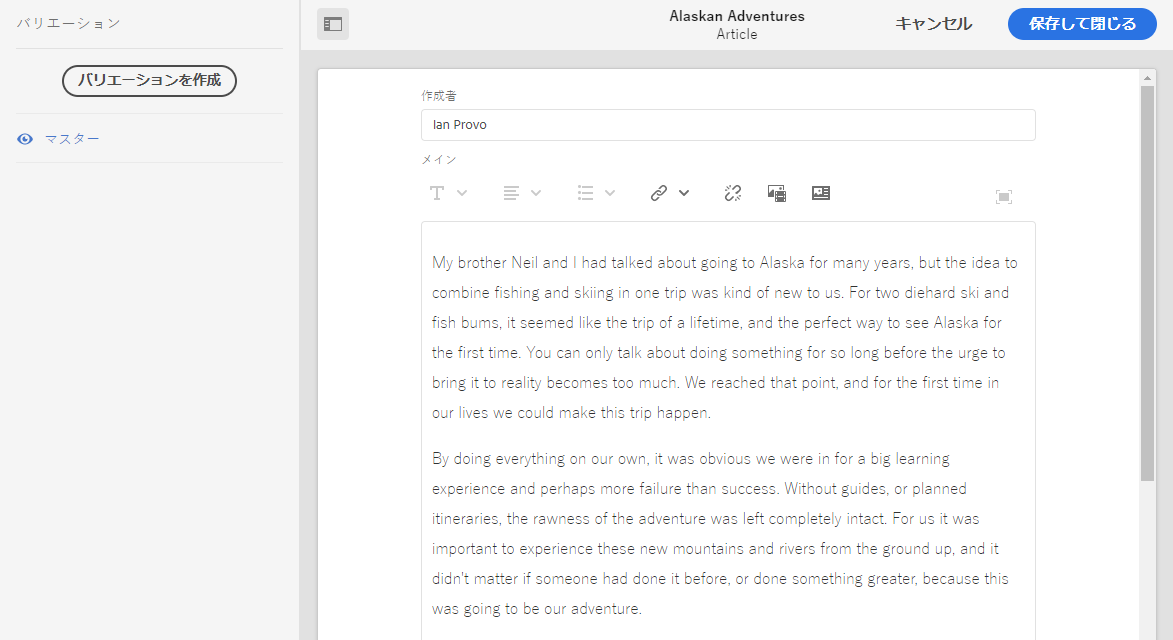 バリエーション
バリエーションを作成
マスター
Alaskan Adventures
Article
キャンセル
保存して閉じる
作成者
Ian Provo
メイン
My brother Neil and I had talked about going to Alaska for many years, but the idea to
combine fishing and skiing in one trip was kind of new to us. For two diehard ski and
fish bums, it seemed like the trip of a lifetime, and the perfect way to see Alaska for
the first time. You can only talk about doing something for so long before the urge to
bring it to reality becomes too much. We reached that point, and for the first time in
our lives we could make this trip happen.
By doing everything on our own, it was obvious we were in for a big learning
experience and perhaps more failure than success. Without guides, or planned
itineraries, the rawness of the adventure was left completely intact. For us it was
important to experience these new mountains and rivers from the ground up, and it
didn't matter if someone had done it before, or done something greater, because this
was going to be our adventure.